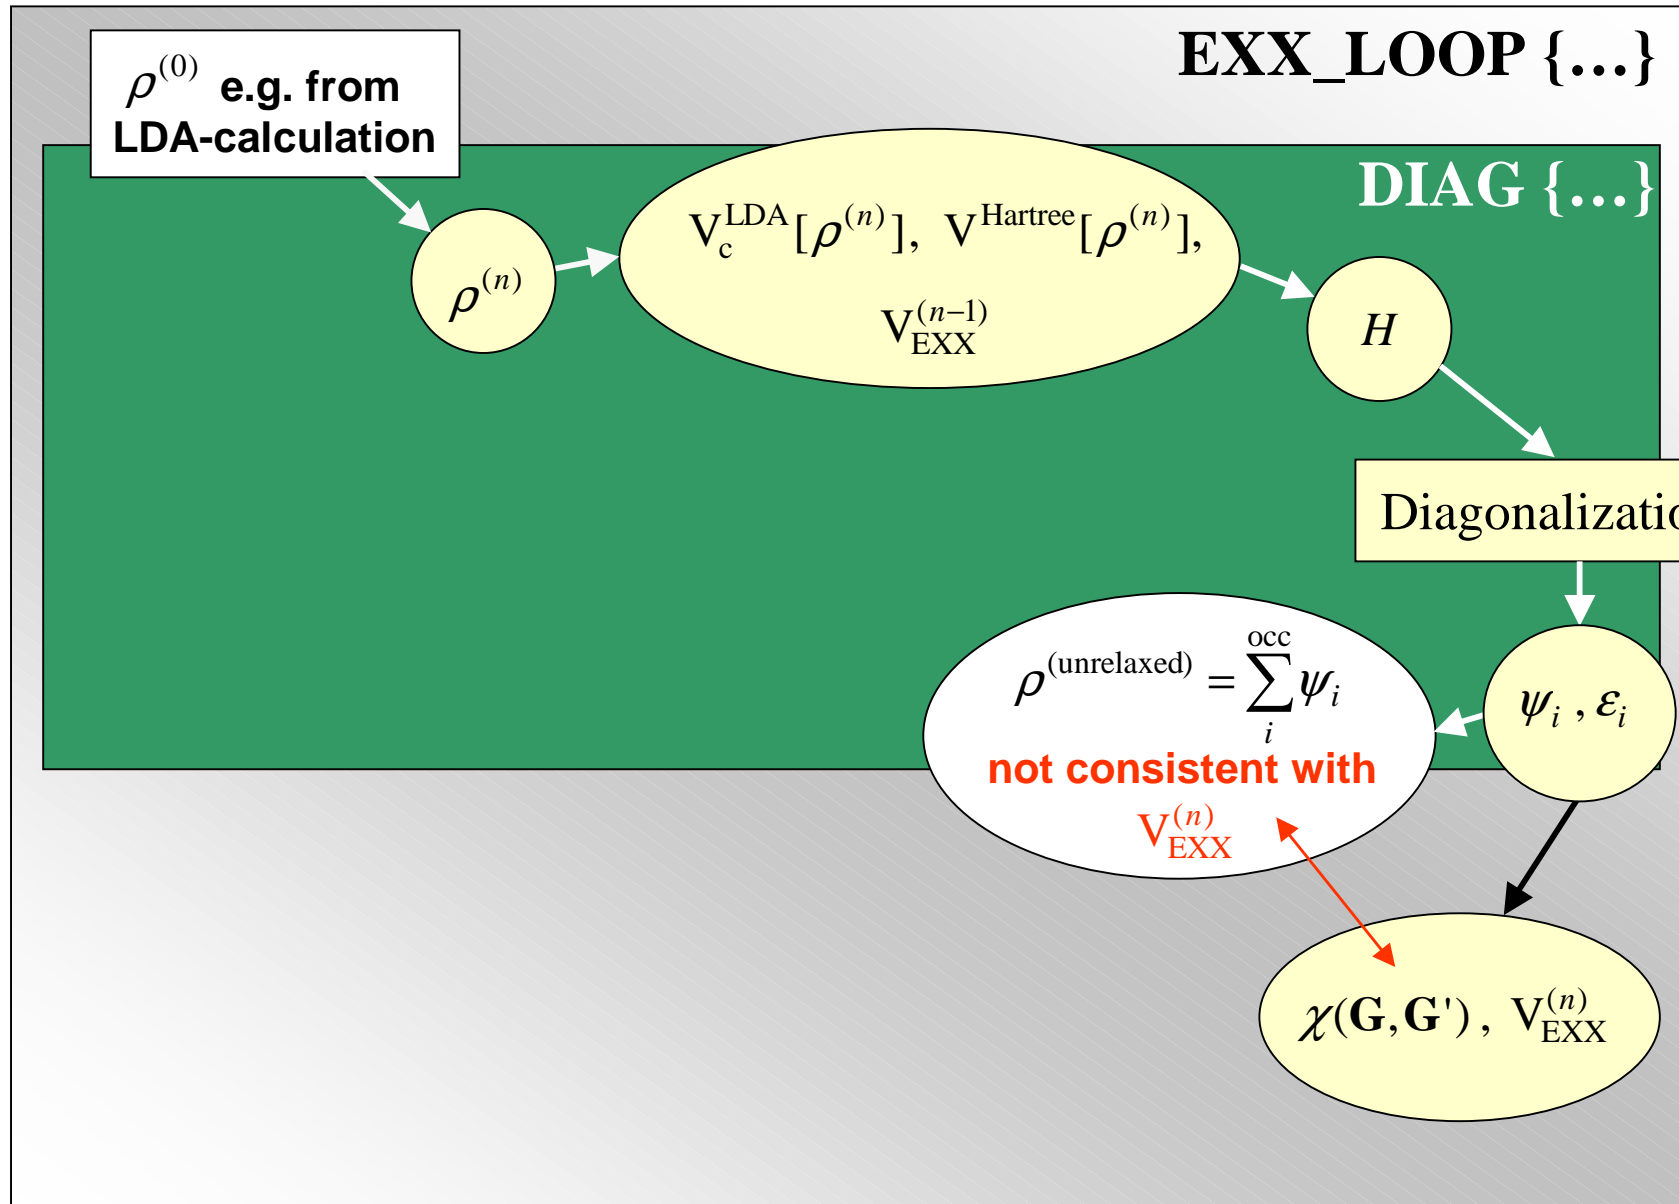 EXX_LOOP {…}
ρ^(0) e.g. from
LDA-calculation
DIAG {…}
ρ^(n)
V_c^LDA[ρ^(n)], V^Hartree[ρ^(n)],
V_EXX^(n−1)
H
Diagonalizatio
ψ_i , ε_i
ρ^(unrelaxed) = ∑_i^occ ψ_i
not consistent with
V_EXX^(n)
χ(G,G') , V_EXX^(n)